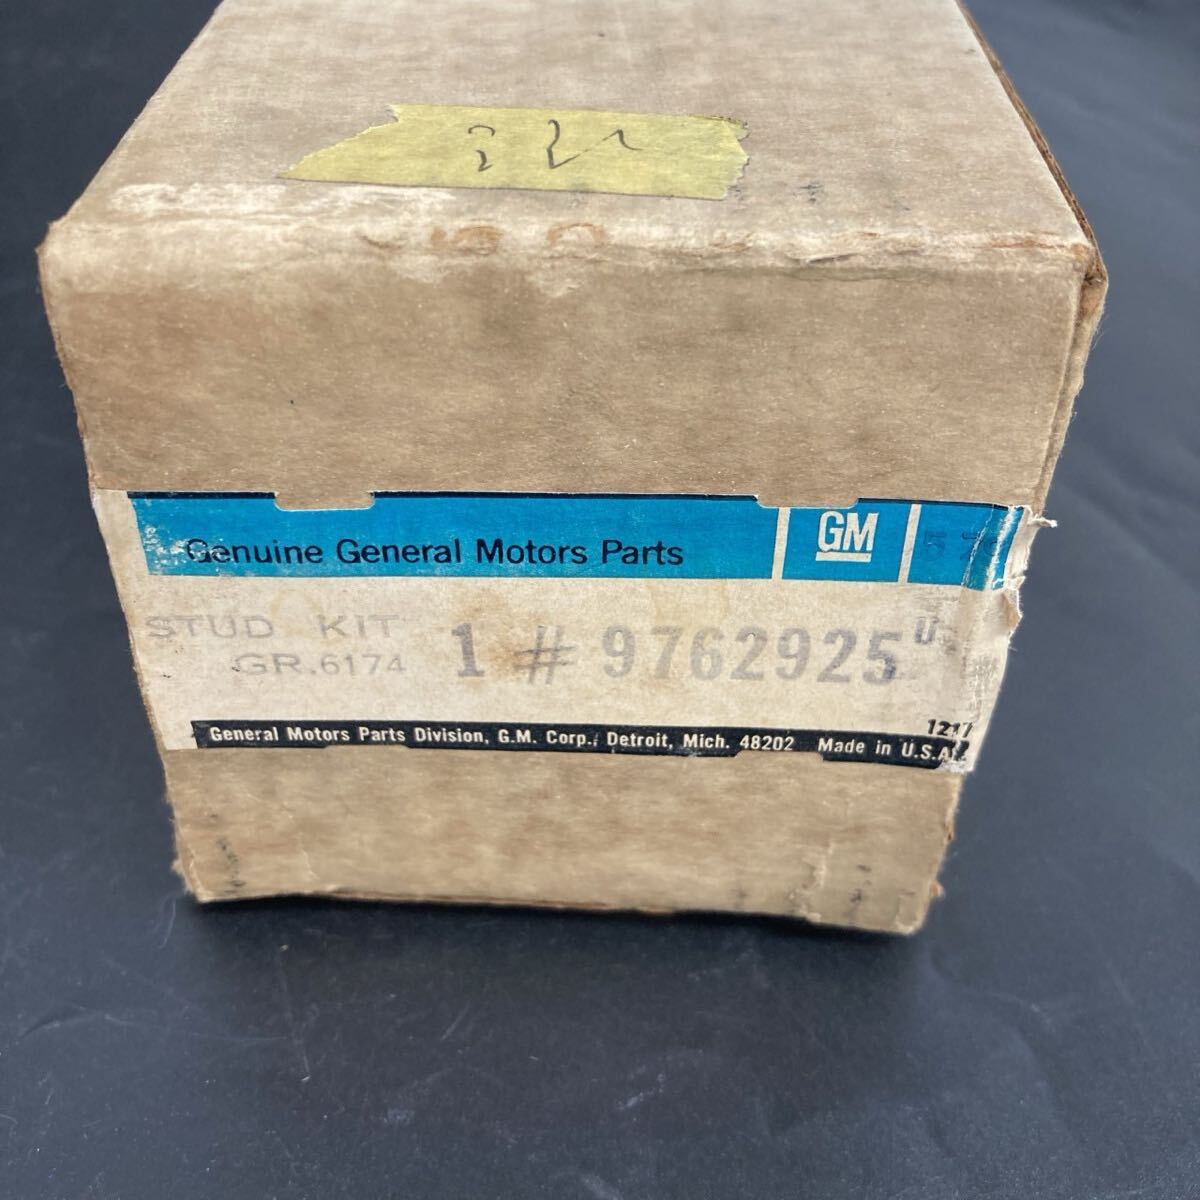 Genuine General Motors Parts
GM
STUD KIT
GR.6174
1 # 9762925 U
General Motors Parts Division, G.M. Corp., Detroit, Mich. 48202 Made in U.S.A.